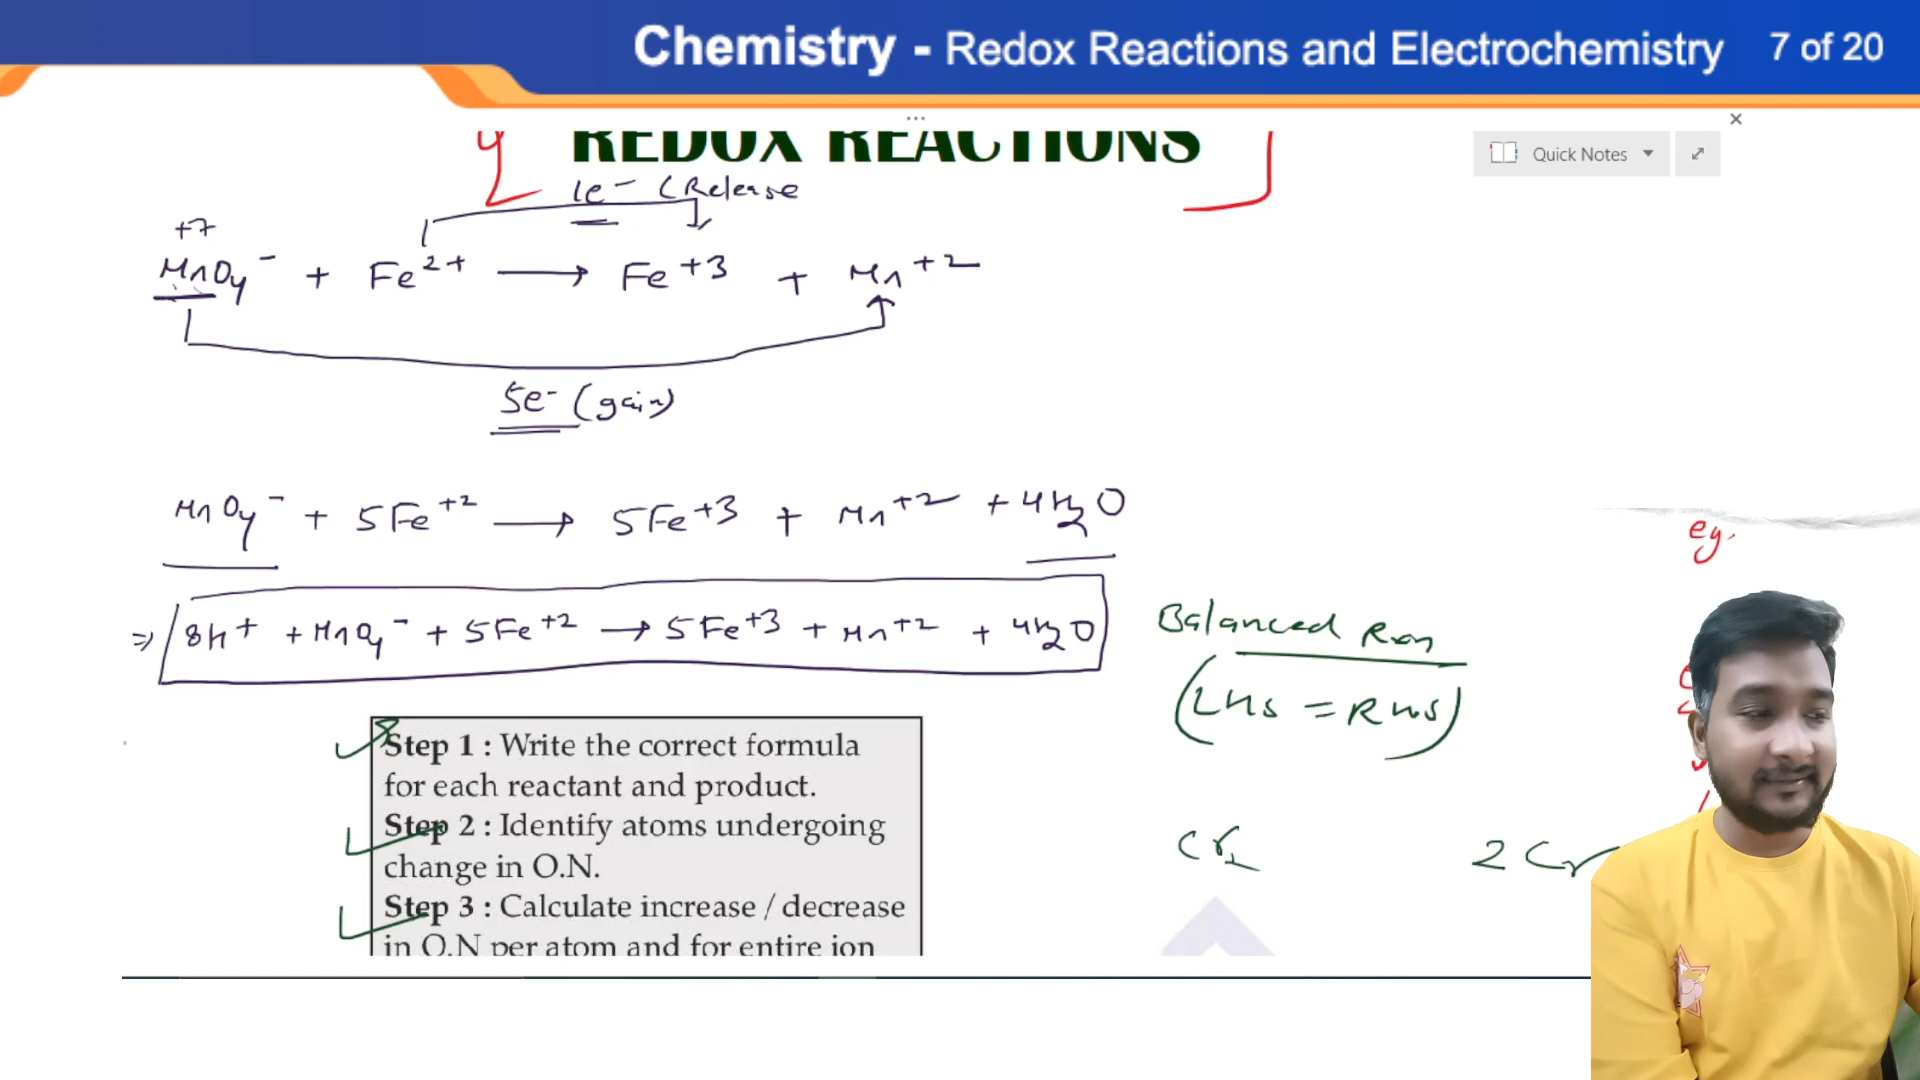 Chemistry - Redox Reactions and Electrochemistry 7 of 20
REDOX REACTIONS
Quick Notes
1e- (Release
+7
MnO4- + Fe2+ → Fe+3 + Mn+2
5e- (gain)
MnO4- + 5Fe+2 → 5Fe+3 + Mn+2 + 4H2O
eg.
⇒ 8H+ + MnO4- + 5Fe+2 → 5Fe+3 + Mn+2 + 4H2O
Balanced Rxn
(LHS = RHS)
Step 1 : Write the correct formula
for each reactant and product.
Step 2 : Identify atoms undergoing
change in O.N.
Step 3 : Calculate increase / decrease
in O.N per atom and for entire ion
Cr2 2Cr